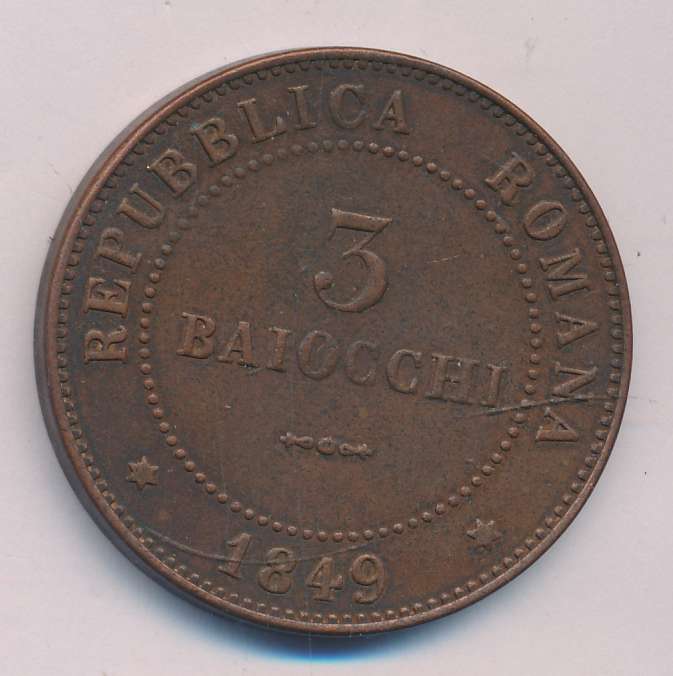 REPUBBLICA ROMANA
3
BAIOCCHI
1849